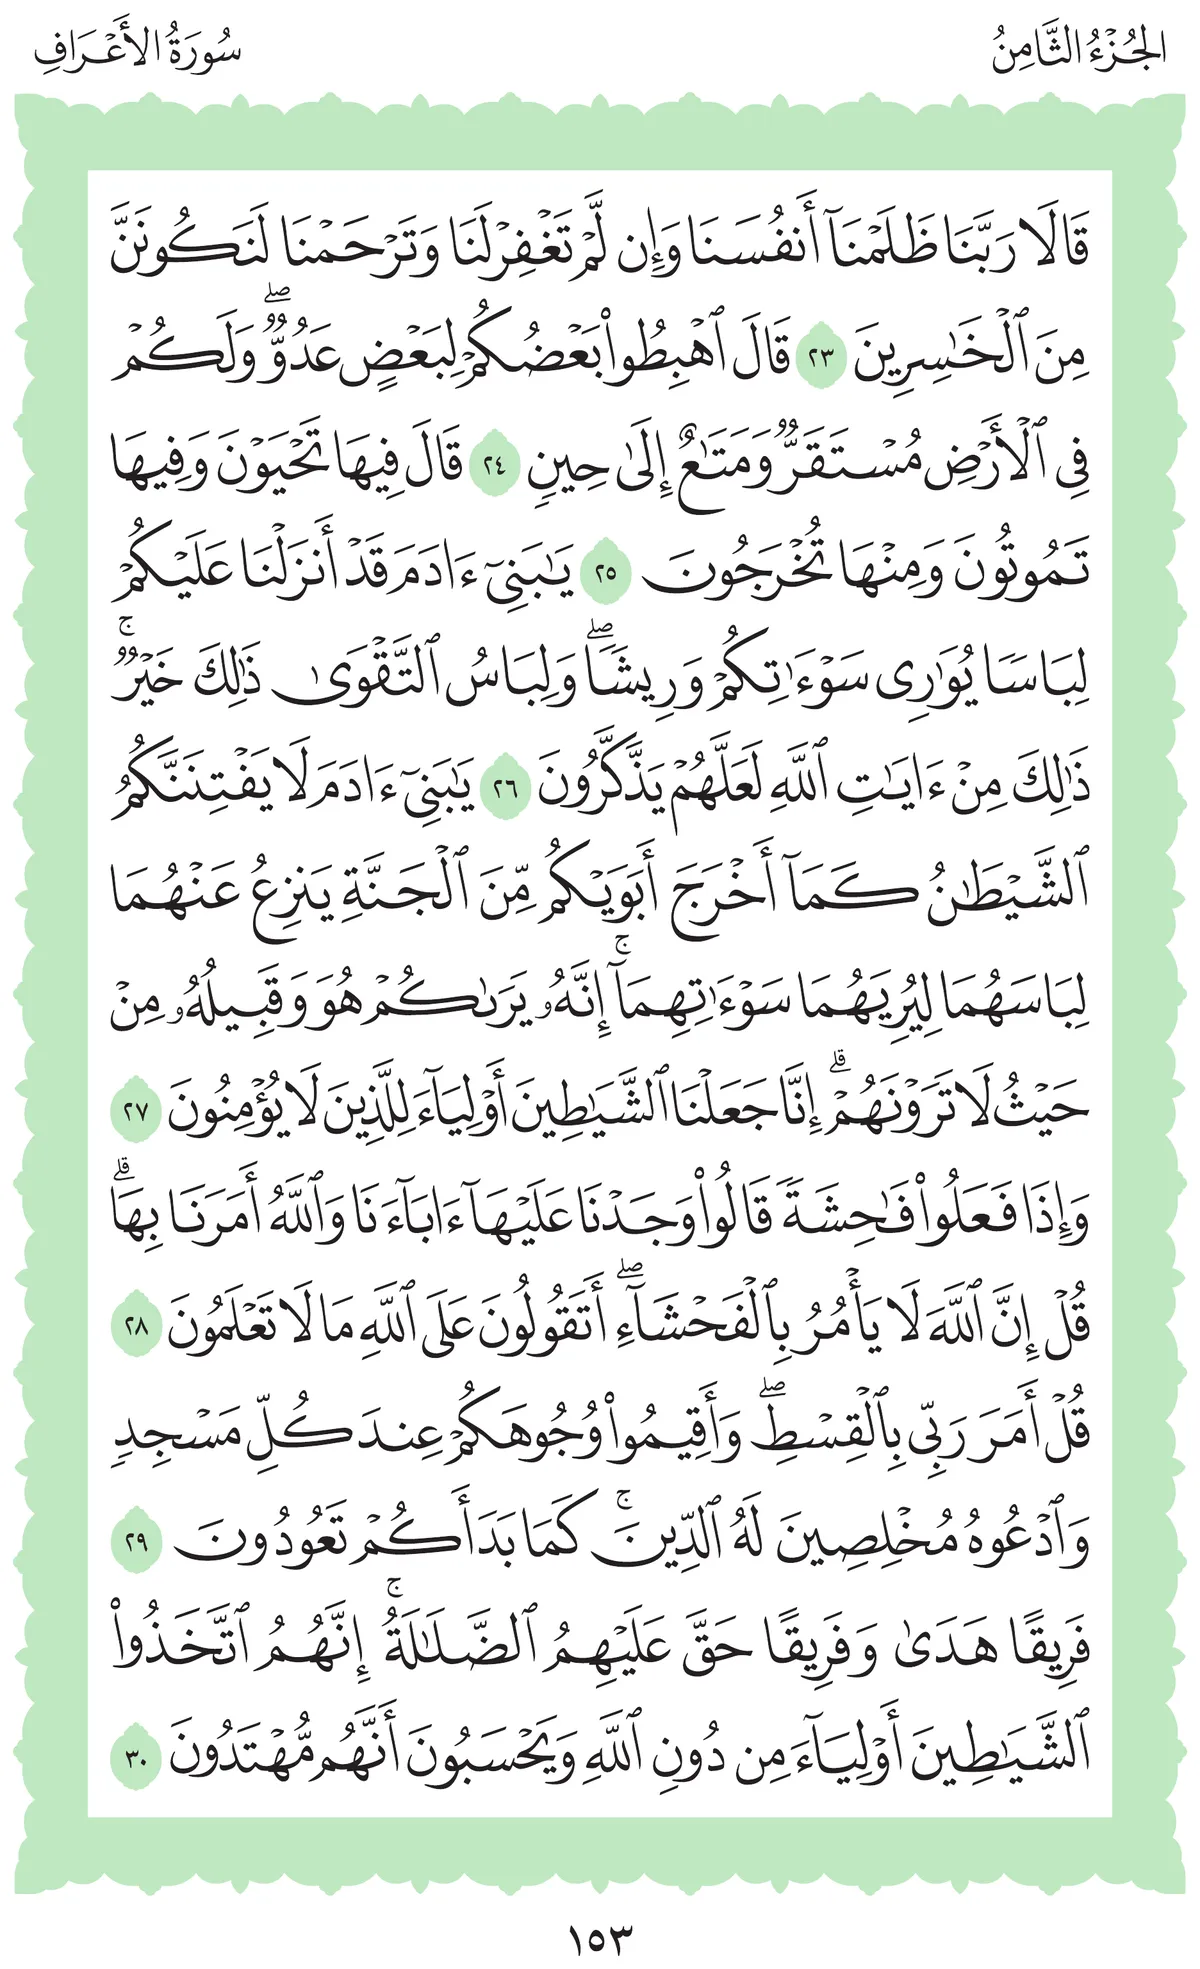 الجُزْءُ الثَّامِنُ
سُورَةُ الأَعْرَافِ
قَالَا رَبَّنَا ظَلَمْنَآ أَنفُسَنَا وَإِن لَّمْ تَغْفِرْ لَنَا وَتَرْحَمْنَا لَنَكُونَنَّ
مِنَ ٱلْخَٰسِرِينَ ٢٣ قَالَ ٱهْبِطُوا۟ بَعْضُكُمْ لِبَعْضٍ عَدُوٌّ ۖ وَلَكُمْ
فِى ٱلْأَرْضِ مُسْتَقَرٌّ وَمَتَٰعٌ إِلَىٰ حِينٍ ٢٤ قَالَ فِيهَا تَحْيَوْنَ وَفِيهَا
تَمُوتُونَ وَمِنْهَا تُخْرَجُونَ ٢٥ يَٰبَنِىٓ ءَادَمَ قَدْ أَنزَلْنَا عَلَيْكُمْ
لِبَاسًا يُوَٰرِى سَوْءَٰتِكُمْ وَرِيشًا ۖ وَلِبَاسُ ٱلتَّقْوَىٰ ذَٰلِكَ خَيْرٌ ۚ
ذَٰلِكَ مِنْ ءَايَٰتِ ٱللَّهِ لَعَلَّهُمْ يَذَّكَّرُونَ ٢٦ يَٰبَنِىٓ ءَادَمَ لَا يَفْتِنَنَّكُمُ
ٱلشَّيْطَٰنُ كَمَآ أَخْرَجَ أَبَوَيْكُم مِّنَ ٱلْجَنَّةِ يَنزِعُ عَنْهُمَا
لِبَاسَهُمَا لِيُرِيَهُمَا سَوْءَٰتِهِمَآ ۚ إِنَّهُۥ يَرَىٰكُمْ هُوَ وَقَبِيلُهُۥ مِنْ
حَيْثُ لَا تَرَوْنَهُمْ ۗ إِنَّا جَعَلْنَا ٱلشَّيَٰطِينَ أَوْلِيَآءَ لِلَّذِينَ لَا يُؤْمِنُونَ ٢٧
وَإِذَا فَعَلُوا۟ فَٰحِشَةً قَالُوا۟ وَجَدْنَا عَلَيْهَآ ءَابَآءَنَا وَٱللَّهُ أَمَرَنَا بِهَا ۗ
قُلْ إِنَّ ٱللَّهَ لَا يَأْمُرُ بِٱلْفَحْشَآءِ ۖ أَتَقُولُونَ عَلَى ٱللَّهِ مَا لَا تَعْلَمُونَ ٢٨
قُلْ أَمَرَ رَبِّى بِٱلْقِسْطِ ۖ وَأَقِيمُوا۟ وُجُوهَكُمْ عِندَ كُلِّ مَسْجِدٍ
وَٱدْعُوهُ مُخْلِصِينَ لَهُ ٱلدِّينَ ۚ كَمَا بَدَأَكُمْ تَعُودُونَ ٢٩
فَرِيقًا هَدَىٰ وَفَرِيقًا حَقَّ عَلَيْهِمُ ٱلضَّلَٰلَةُ ۚ إِنَّهُمُ ٱتَّخَذُوا۟
ٱلشَّيَٰطِينَ أَوْلِيَآءَ مِن دُونِ ٱللَّهِ وَيَحْسَبُونَ أَنَّهُم مُّهْتَدُونَ ٣٠
١٥٣